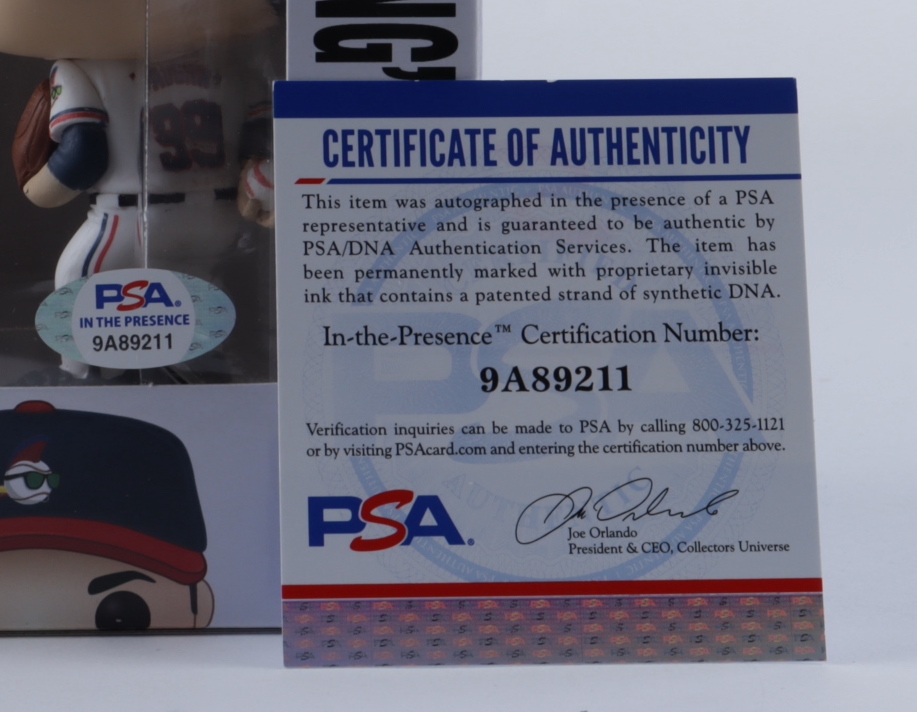 NG"
99
PSA
IN THE PRESENCE
9A89211
CERTIFICATE OF AUTHENTICITY
This item was autographed in the presence of a PSA
representative and is guaranteed to be authentic by
PSA/DNA Authentication Services. The item has
been permanently marked with proprietary invisible
ink that contains a patented strand of synthetic DNA.
In-the-Presence™ Certification Number:
9A89211
Verification inquiries can be made to PSA by calling 800-325-1121
or by visiting PSAcard.com and entering the certification number above.
PSA
Joe Orlando
President & CEO, Collectors Universe